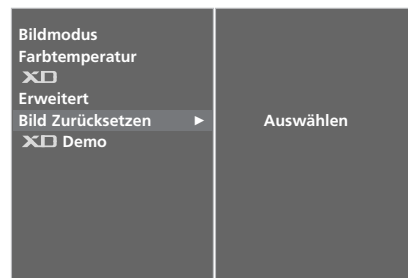 Bildmodus
Farbtemperatur
XD
Erweitert
Bild Zurücksetzen ►
Auswählen
XD Demo